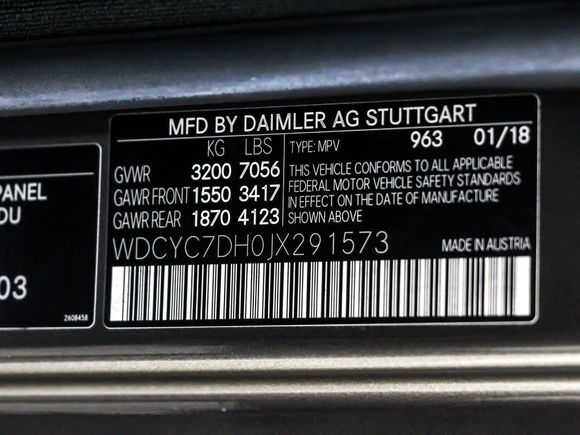 MFD BY DAIMLER AG STUTTGART
KG LBS
GVWR 3200 7056
GAWR FRONT 1550 3417
GAWR REAR 1870 4123
TYPE: MPV 963 01/18
THIS VEHICLE CONFORMS TO ALL APPLICABLE
FEDERAL MOTOR VEHICLE SAFETY STANDARDS
IN EFFECT ON THE DATE OF MANUFACTURE
SHOWN ABOVE
WDCYC7DH0JX291573
MADE IN AUSTRIA
PANEL
DU
03
2608458